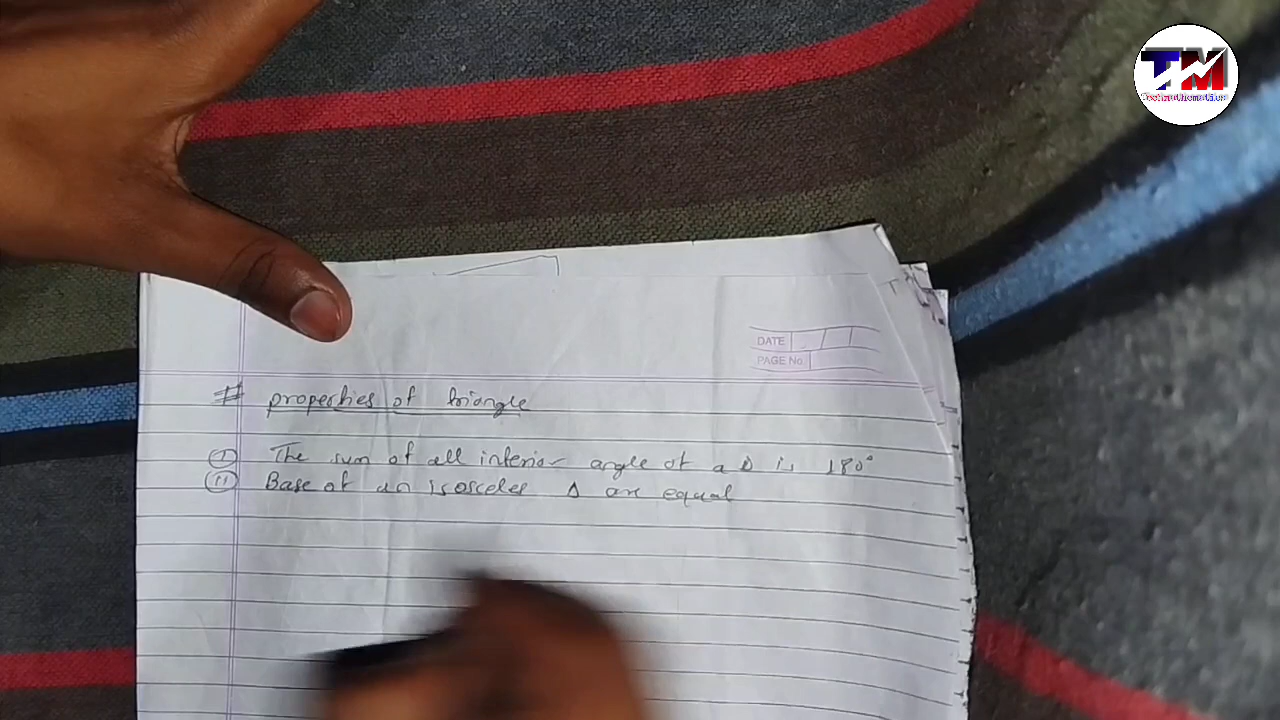 TM
DATE
PAGE No.
# properties of triangle
(I) The sum of all interior angle of a Δ is 180°
(II) Base of an isosceles Δ are equal